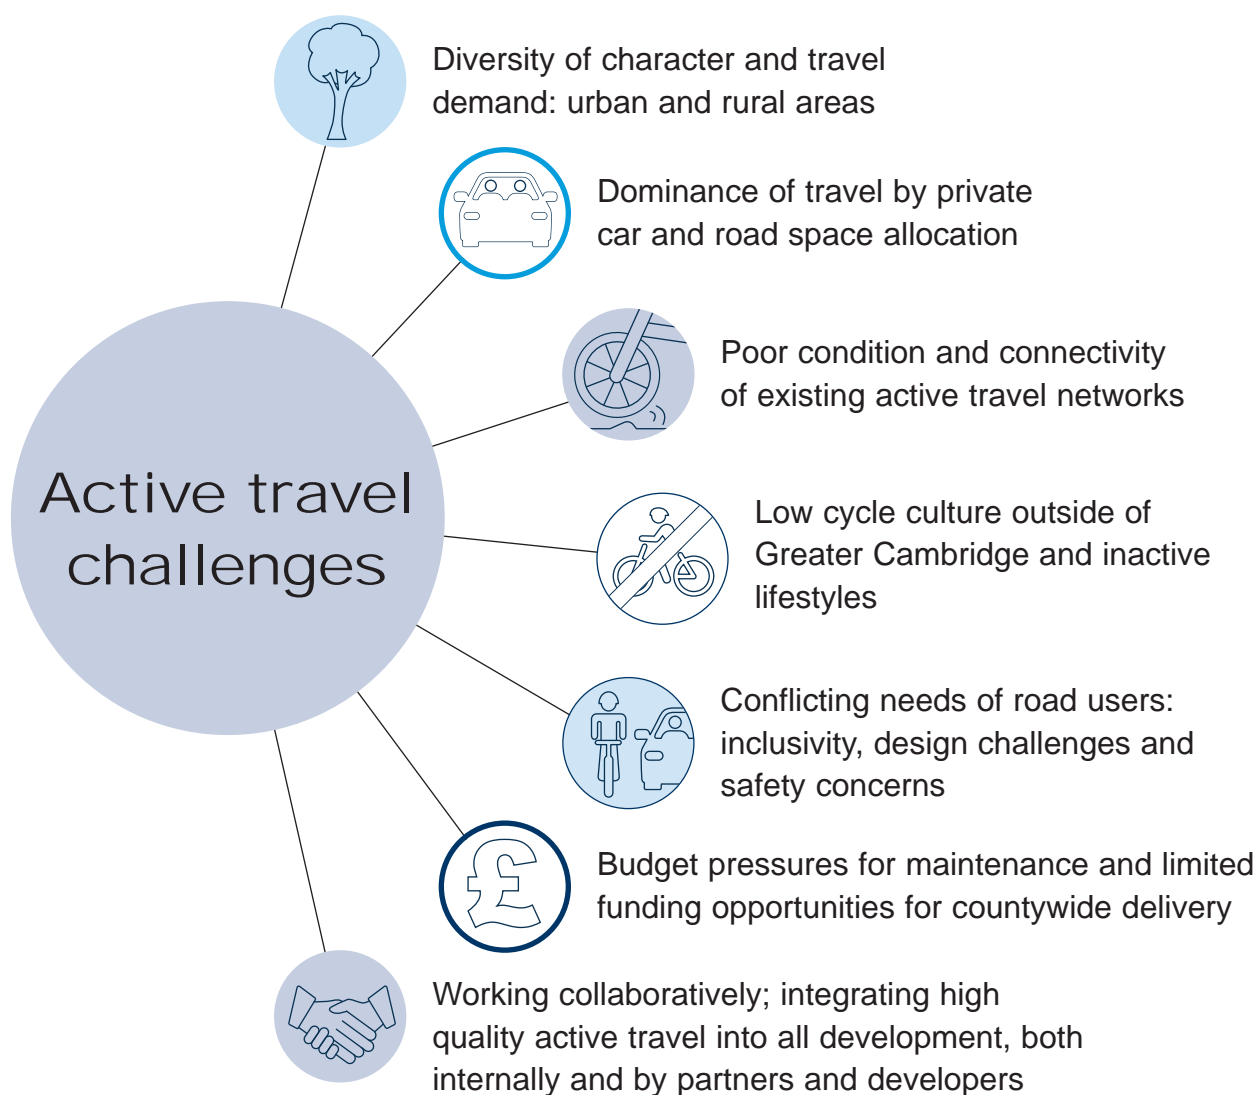 Diversity of character and travel
demand: urban and rural areas
Dominance of travel by private
car and road space allocation
Poor condition and connectivity
of existing active travel networks
Active travel
challenges
Low cycle culture outside of
Greater Cambridge and inactive
lifestyles
Conflicting needs of road users:
inclusivity, design challenges and
safety concerns
£
Budget pressures for maintenance and limited
funding opportunities for countywide delivery
Working collaboratively; integrating high
quality active travel into all development, both
internally and by partners and developers